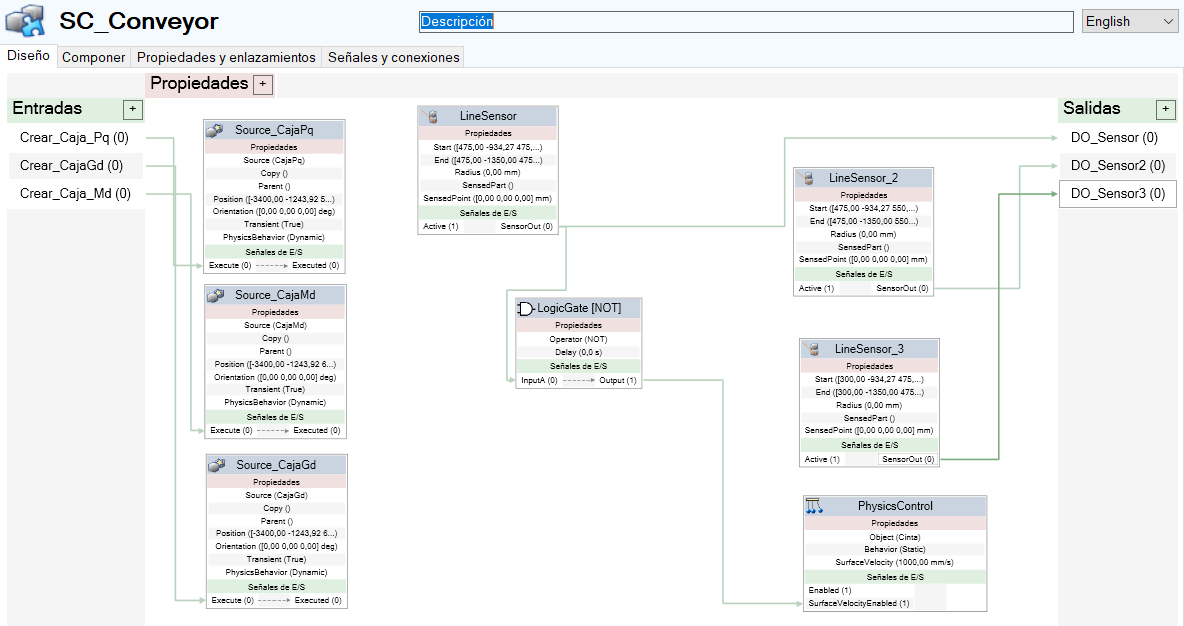 SC_Conveyor
Descripción
English
Diseño
Componer
Propiedades y enlazamientos
Señales y conexiones
Propiedades +
Entradas +
Crear_Caja_Pq (0)
Crear_CajaGd (0)
Crear_Caja_Md (0)
Source_CajaPq
Propiedades
Source (CajaPq)
Copy ()
Parent ()
Position ([-3400,00 -1243,92 5...)
Orientation ([0,00 0,00 0,00] deg)
Transient (True)
PhysicsBehavior (Dynamic)
Señales de E/S
Execute (0) Executed (0)
Source_CajaMd
Propiedades
Source (CajaMd)
Copy ()
Parent ()
Position ([-3400,00 -1243,92 6...)
Orientation ([0,00 0,00 0,00] deg)
Transient (True)
PhysicsBehavior (Dynamic)
Señales de E/S
Execute (0) Executed (0)
Source_CajaGd
Propiedades
Source (CajaGd)
Copy ()
Parent ()
Position ([-3400,00 -1243,92 6...)
Orientation ([0,00 0,00 0,00] deg)
Transient (True)
PhysicsBehavior (Dynamic)
Señales de E/S
Execute (0) Executed (0)
LineSensor
Propiedades
Start ([475,00 -934,27 475,...)
End ([475,00 -1350,00 475...)
Radius (0,00 mm)
SensedPart ()
SensedPoint ([0,00 0,00 0,00] mm)
Señales de E/S
Active (1) SensorOut (0)
LogicGate [NOT]
Propiedades
Operator (NOT)
Delay (0,0 s)
Señales de E/S
InputA (0) Output (1)
LineSensor_2
Propiedades
Start ([475,00 -934,27 550,...)
End ([475,00 -1350,00 550...)
Radius (0,00 mm)
SensedPart ()
SensedPoint ([0,00 0,00 0,00] mm)
Señales de E/S
Active (1) SensorOut (0)
LineSensor_3
Propiedades
Start ([300,00 -934,27 475,...)
End ([300,00 -1350,00 475...)
Radius (0,00 mm)
SensedPart ()
SensedPoint ([0,00 0,00 0,00] mm)
Señales de E/S
Active (1) SensorOut (0)
PhysicsControl
Propiedades
Object (Cinta)
Behavior (Static)
SurfaceVelocity (1000,00 mm/s)
Señales de E/S
Enabled (1)
SurfaceVelocityEnabled (1)
Salidas +
DO_Sensor (0)
DO_Sensor2 (0)
DO_Sensor3 (0)